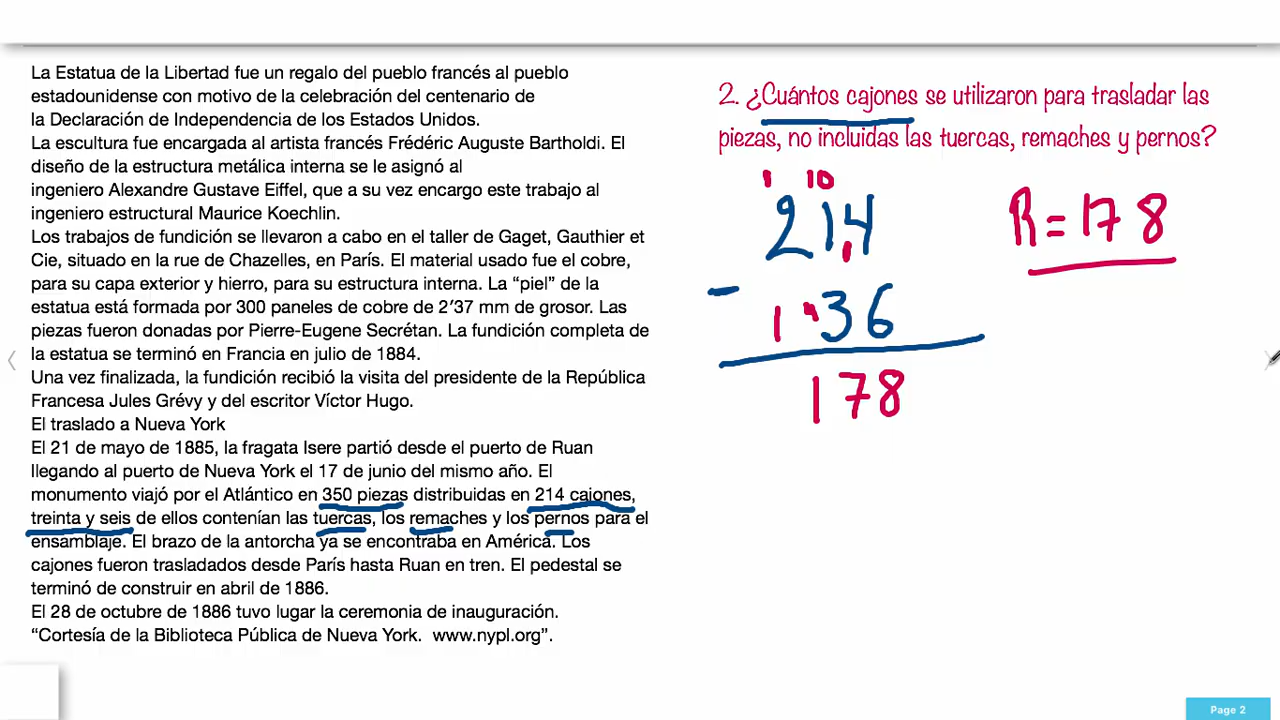 La Estatua de la Libertad fue un regalo del pueblo francés al pueblo
estadounidense con motivo de la celebración del centenario de
la Declaración de Independencia de los Estados Unidos.
La escultura fue encargada al artista francés Frédéric Auguste Bartholdi. El
diseño de la estructura metálica interna se le asignó al
ingeniero Alexandre Gustave Eiffel, que a su vez encargo este trabajo al
ingeniero estructural Maurice Koechlin.
Los trabajos de fundición se llevaron a cabo en el taller de Gaget, Gauthier et
Cie, situado en la rue de Chazelles, en París. El material usado fue el cobre,
para su capa exterior y hierro, para su estructura interna. La “piel” de la
estatua está formada por 300 paneles de cobre de 2′37 mm de grosor. Las
piezas fueron donadas por Pierre-Eugene Secrétan. La fundición completa de
la estatua se terminó en Francia en julio de 1884.
Una vez finalizada, la fundición recibió la visita del presidente de la República
Francesa Jules Grévy y del escritor Víctor Hugo.
El traslado a Nueva York
El 21 de mayo de 1885, la fragata Isere partió desde el puerto de Ruan
llegando al puerto de Nueva York el 17 de junio del mismo año. El
monumento viajó por el Atlántico en 350 piezas distribuidas en 214 cajones,
treinta y seis de ellos contenían las tuercas, los remaches y los pernos para el
ensamblaje. El brazo de la antorcha ya se encontraba en América. Los
cajones fueron trasladados desde París hasta Ruan en tren. El pedestal se
terminó de construir en abril de 1886.
El 28 de octubre de 1886 tuvo lugar la ceremonia de inauguración.
“Cortesía de la Biblioteca Pública de Nueva York. www.nypl.org”.
2. ¿Cuántos cajones se utilizaron para trasladar las
piezas, no incluidas las tuercas, remaches y pernos?
1 10
214
1
- 1 36
178
R=178
Page 2